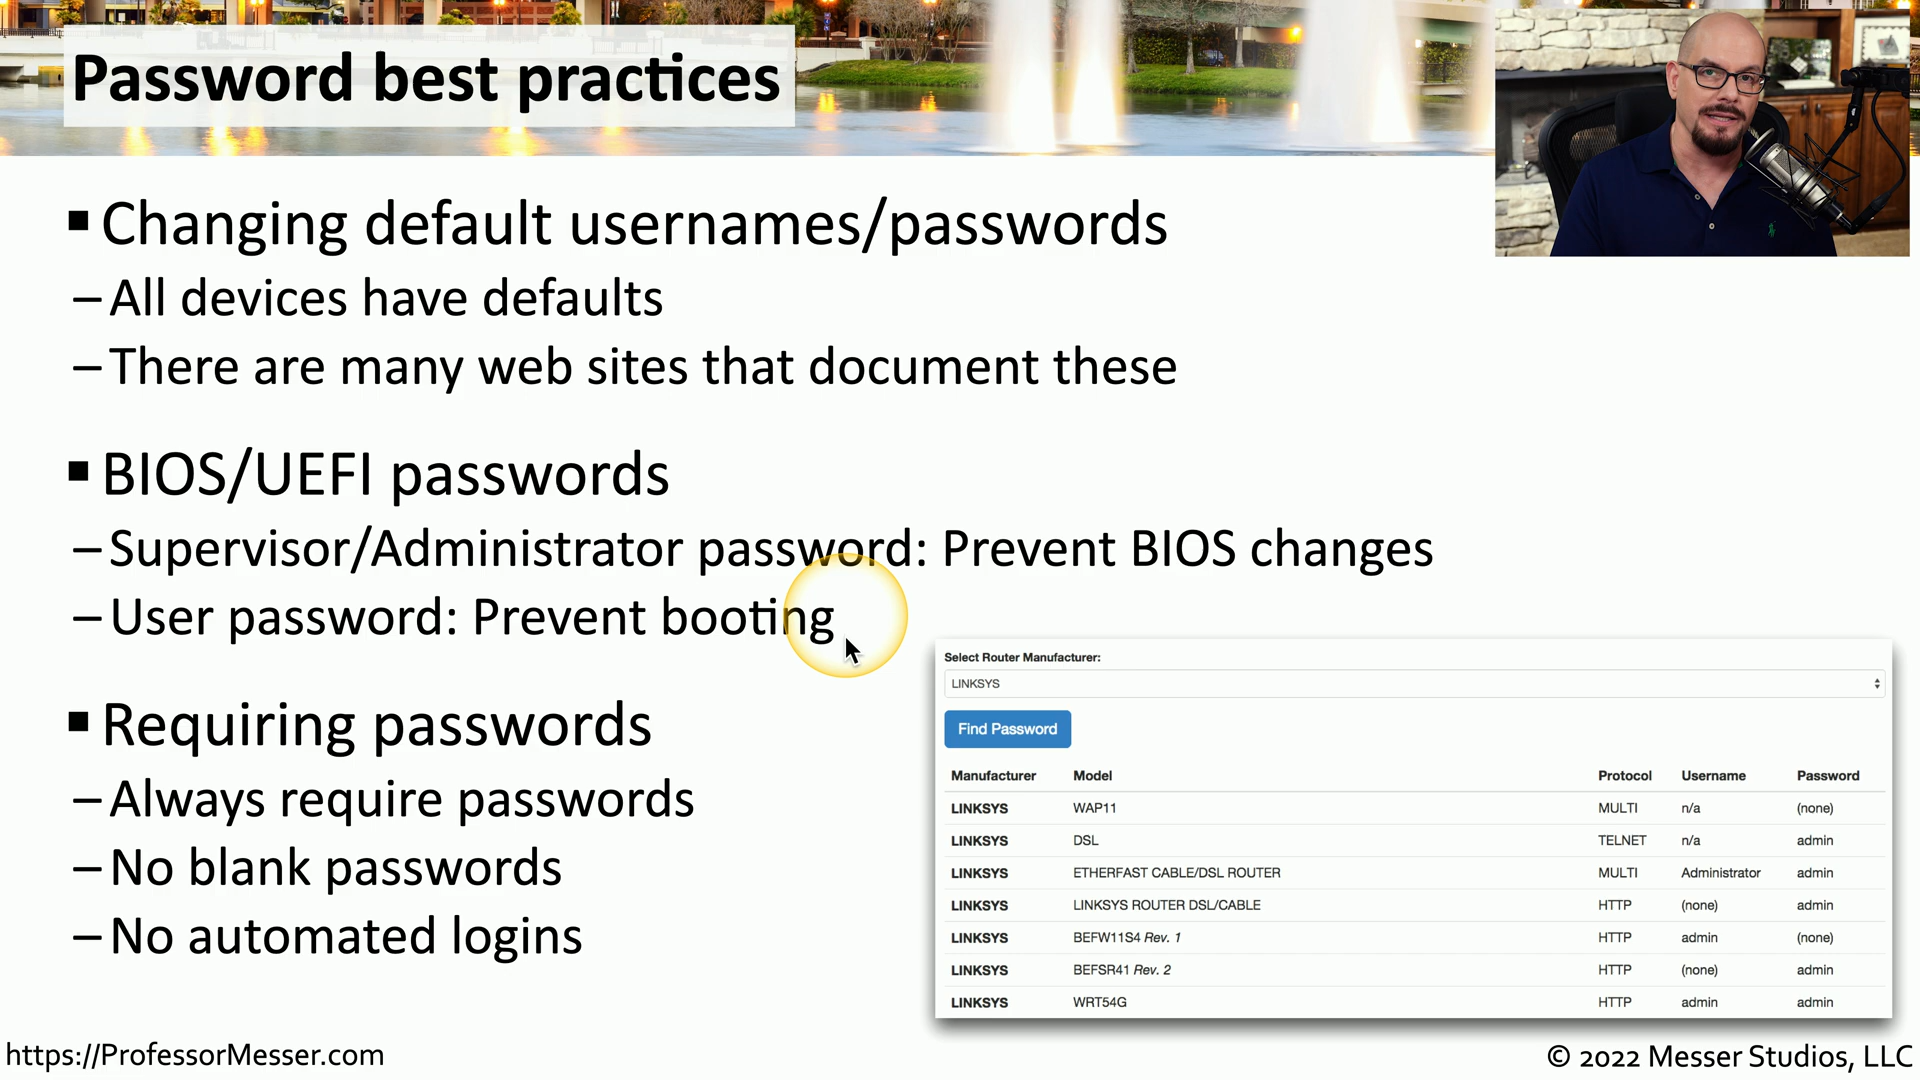 Password best practices
▪ Changing default usernames/passwords
– All devices have defaults
– There are many web sites that document these
▪ BIOS/UEFI passwords
– Supervisor/Administrator password: Prevent BIOS changes
– User password: Prevent booting
▪ Requiring passwords
– Always require passwords
– No blank passwords
– No automated logins
Select Router Manufacturer:
LINKSYS
Find Password
Manufacturer Model Protocol Username Password
LINKSYS WAP11 MULTI n/a (none)
LINKSYS DSL TELNET n/a admin
LINKSYS ETHERFAST CABLE/DSL ROUTER MULTI Administrator admin
LINKSYS LINKSYS ROUTER DSL/CABLE HTTP (none) admin
LINKSYS BEFW11S4 Rev. 1 HTTP admin (none)
LINKSYS BEFSR41 Rev. 2 HTTP (none) admin
LINKSYS WRT54G HTTP admin admin
https://ProfessorMesser.com
© 2022 Messer Studios, LLC